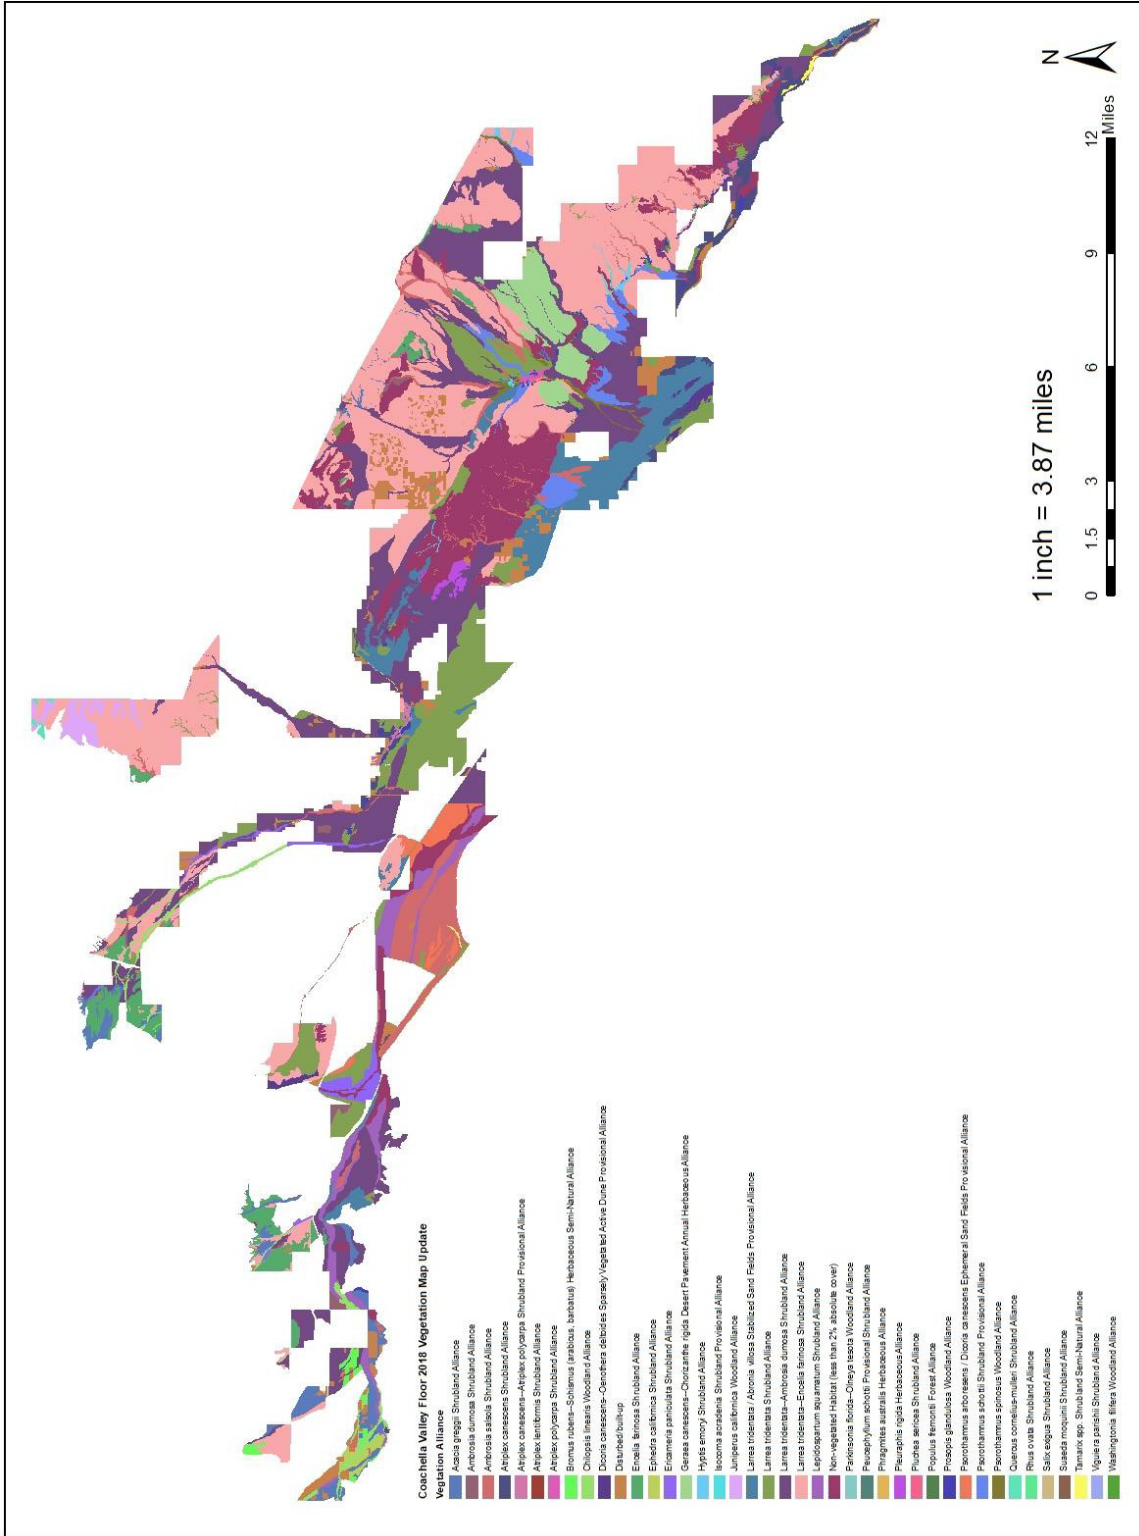 Coachella Valley Floor 2018 Vegetation Map Update
Vegtation Alliance
Acacia greggii Shrubland Alliance
Ambrosia dumosa Shrubland Alliance
Ambrosia salsola Shrubland Alliance
Atriplex canescens Shrubland Alliance
Atriplex canescens--Atriplex polycarpa Shrubland Provisional Alliance
Atriplex lentiformis Shrubland Alliance
Atriplex polycarpa Shrubland Alliance
Bromus rubens--Schismus (arabicus, barbatus) Herbaceous Semi-Natural Alliance
Chilopsis linearis Woodland Alliance
Dicoria canescens--Oenothera deltoides Sparsely Vegetated Active Dune Provisional Alliance
Disturbed/built-up
Encelia farinosa Shrubland Alliance
Ephedra californica Shrubland Alliance
Ericameria paniculata Shrubland Alliance
Geraea canescens--Chorizanthe rigida Desert Pavement Annual Herbaceous Alliance
Hyptis emoryi Shrubland Alliance
Isocoma acradenia Shrubland Provisional Alliance
Juniperus californica Woodland Alliance
Larrea tridentata / Abronia villosa Stabilized Sand Fields Provisional Alliance
Larrea tridentata Shrubland Alliance
Larrea tridentata--Ambrosia dumosa Shrubland Alliance
Larrea tridentata--Encelia farinosa Shrubland Alliance
Lepidospartum squamatum Shrubland Alliance
Non-vegetated Habitat (less than 2% absolute cover)
Parkinsonia florida--Olneya tesota Woodland Alliance
Peucephyllum schottii Provisional Shrubland Alliance
Phragmites australis Herbaceous Alliance
Pleuraphis rigida Herbaceous Alliance
Pluchea sericea Shrubland Alliance
Populus fremontii Forest Alliance
Prosopis glandulosa Woodland Alliance
Psorothamnus arborescens / Dicoria canescens Ephemeral Sand Fields Provisional Alliance
Psorothamnus schottii Shrubland Provisional Alliance
Psorothamnus spinosus Woodland Alliance
Quercus cornelius-mulleri Shrubland Alliance
Rhus ovata Shrubland Alliance
Salix exigua Shrubland Alliance
Suaeda moquinii Shrubland Alliance
Tamarix spp. Shrubland Semi-Natural Alliance
Viguiera parishii Shrubland Alliance
Washingtonia filifera Woodland Alliance
1 inch = 3.87 miles
N
0 1.5 3 6 9 12
Miles